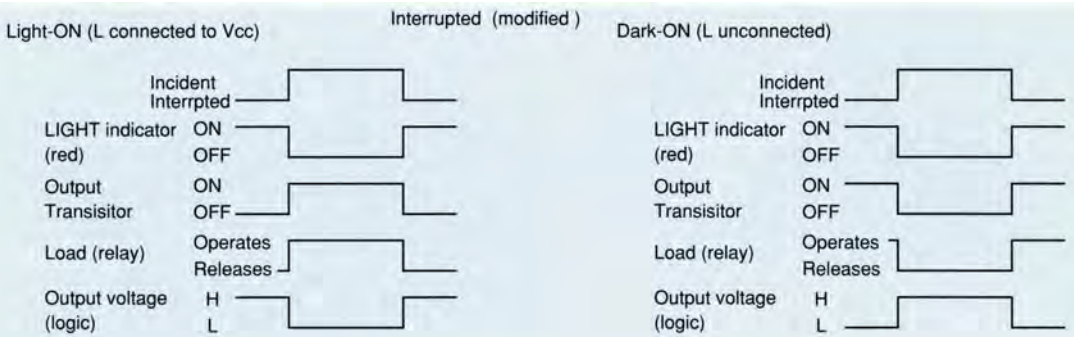 Interrupted (modified )
Light-ON (L connected to Vcc)
Incident
Interrpted
LIGHT indicator ON
(red) OFF
Output ON
Transisitor OFF
Load (relay) Operates
Releases
Output voltage H
(logic) L
Dark-ON (L unconnected)
Incident
Interrpted
LIGHT indicator ON
(red) OFF
Output ON
Transisitor OFF
Load (relay) Operates
Releases
Output voltage H
(logic) L